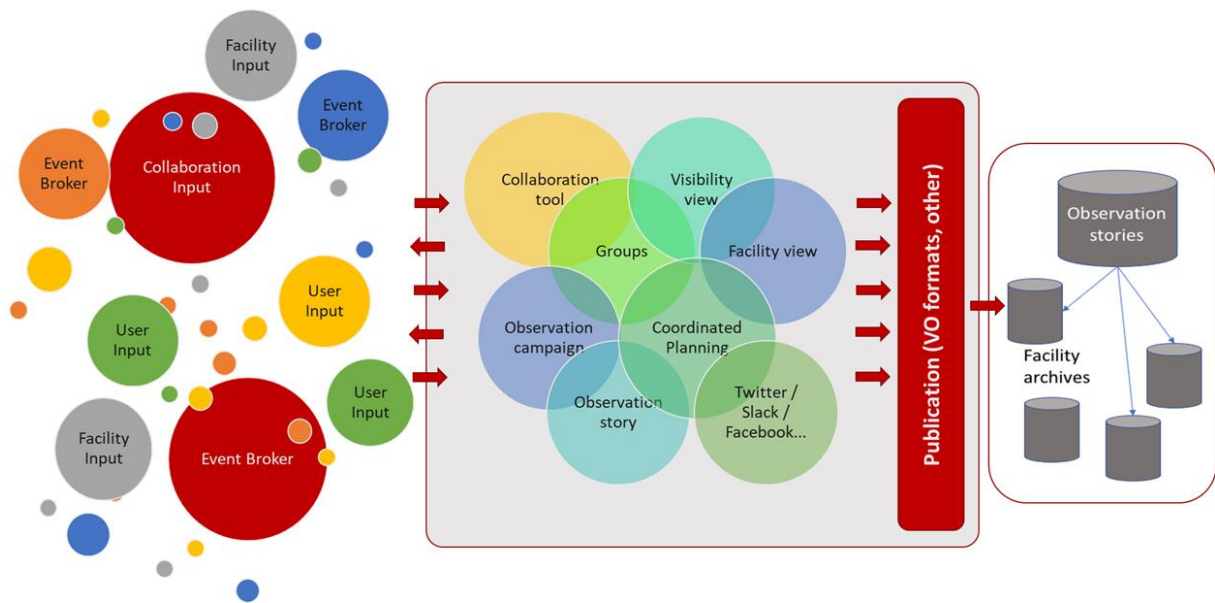 Facility
Input
Event
Broker
Event
Broker
Collaboration
Input
User
Input
User
Input
User
Input
Facility
Input
Event Broker
Collaboration
tool
Visibility
view
Groups
Facility view
Observation
campaign
Coordinated
Planning
Observation
story
Twitter /
Slack /
Facebook...
Publication (VO formats, other)
Observation
stories
Facility
archives